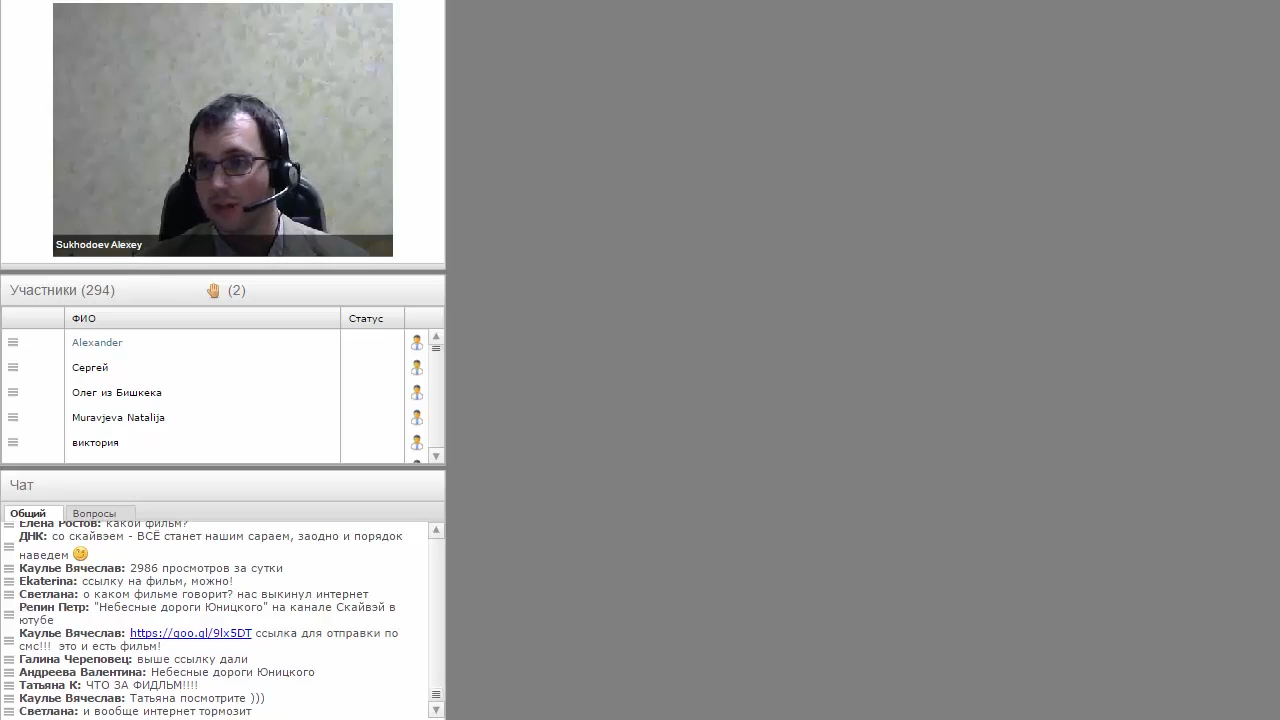 Sukhodoev Alexey
Участники (294) (2)
ФИО Статус
Alexander
Сергей
Олег из Бишкека
Muravjeva Natalija
виктория
Чат
Общий Вопросы
Елена Ростов: какой фильм?
ДНК: со скайвэем - ВСЁ станет нашим сараем, заодно и порядок
наведем
Каулье Вячеслав: 2986 просмотров за сутки
Ekaterina: ссылку на фильм, можно!
Светлана: о каком фильме говорит? нас выкинул интернет
Репин Петр: "Небесные дороги Юницкого" на канале Скайвэй в
ютубе
Каулье Вячеслав: https://goo.gl/9lx5DT ссылка для отправки по
смс!!! это и есть фильм!
Галина Череповец: выше ссылку дали
Андреева Валентина: Небесные дороги Юницкого
Татьяна К: ЧТО ЗА ФИДЛЬМ!!!!
Каулье Вячеслав: Татьяна посмотрите )))
Светлана: и вообще интернет тормозит